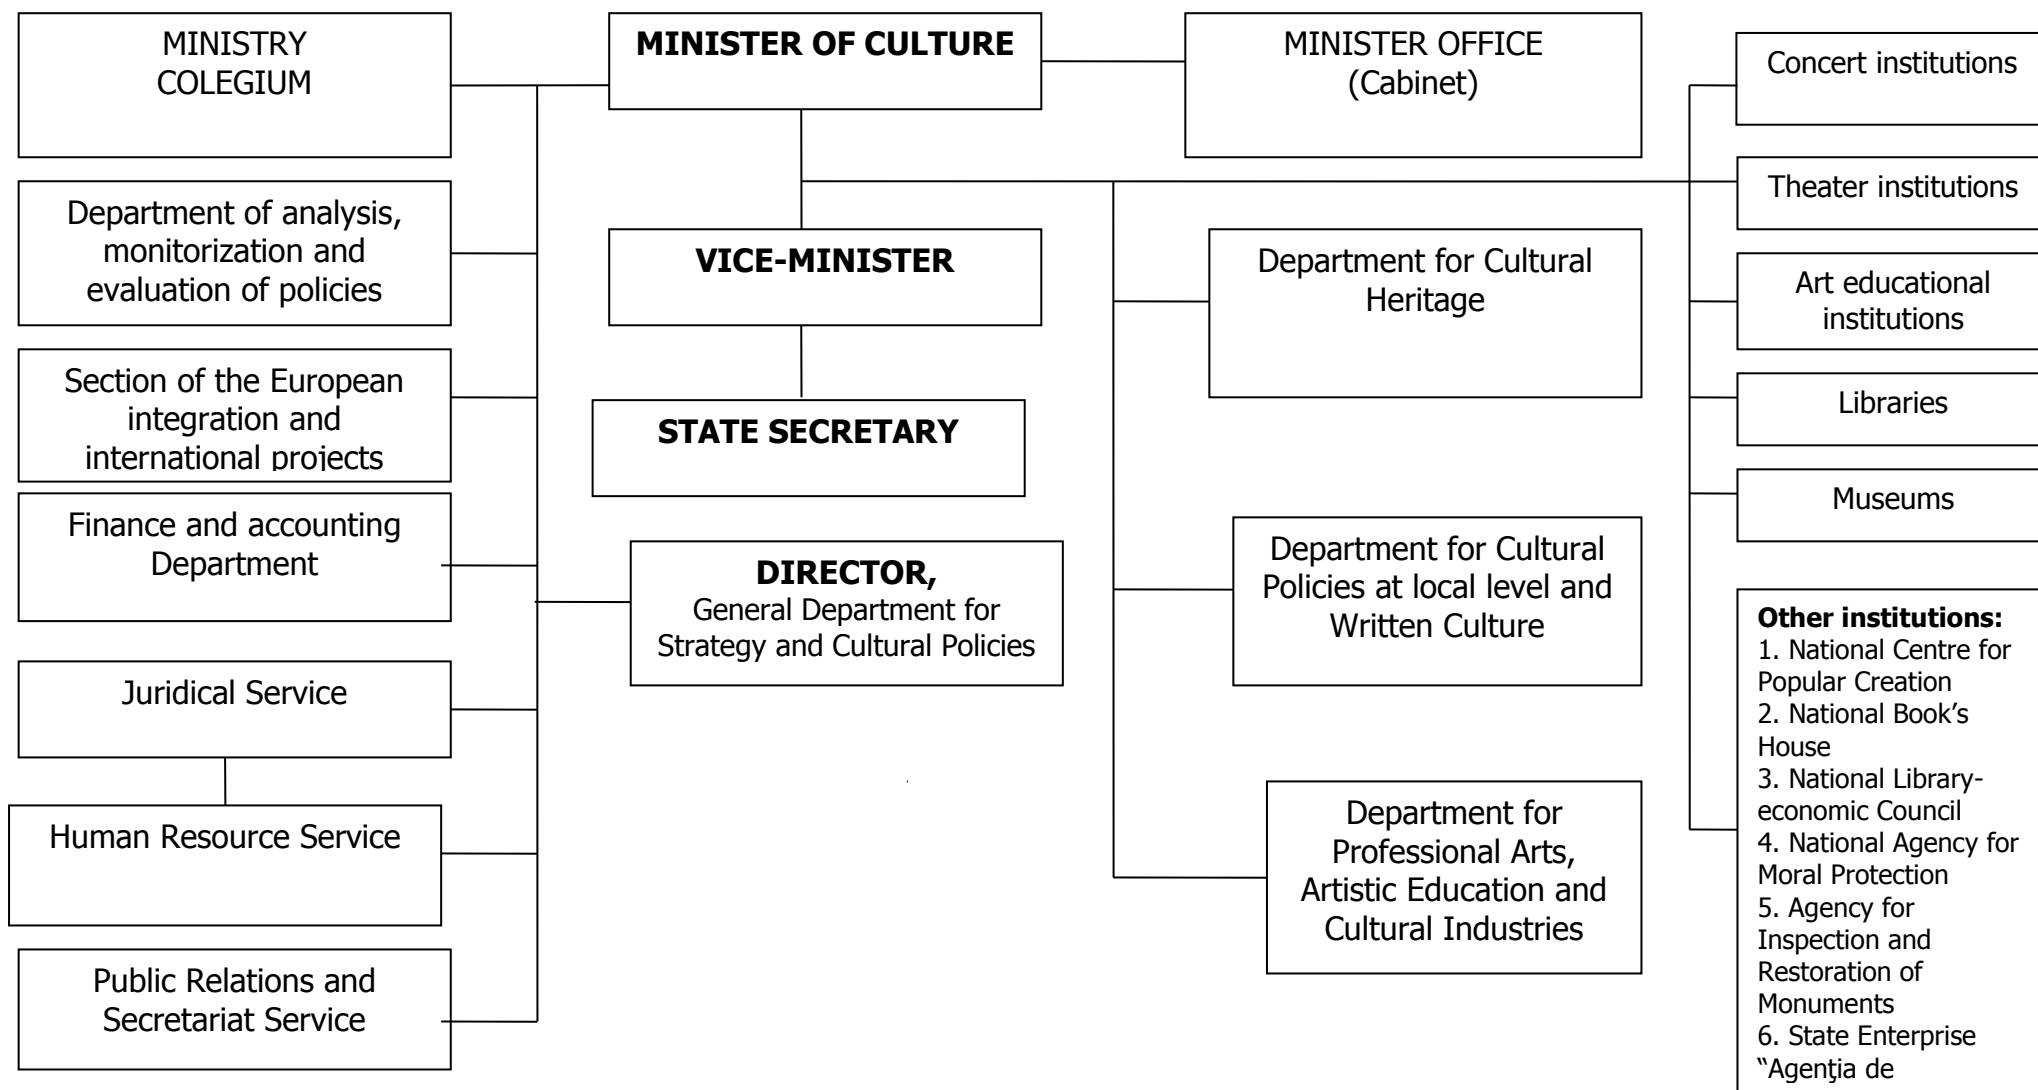 MINISTRY
COLEGIUM
MINISTER OF CULTURE
MINISTER OFFICE
(Cabinet)
Concert institutions
Department of analysis,
monitorization and
evaluation of policies
VICE-MINISTER
Department for Cultural
Heritage
Theater institutions
Art educational
institutions
Section of the European
integration and
international projects
STATE SECRETARY
Libraries
Museums
Finance and accounting
Department
DIRECTOR,
General Department for
Strategy and Cultural Policies
Department for Cultural
Policies at local level and
Written Culture
Juridical Service
Human Resource Service
Department for
Professional Arts,
Artistic Education and
Cultural Industries
Public Relations and
Secretariat Service
Other institutions:
1. National Centre for
Popular Creation
2. National Book’s
House
3. National Library-
economic Council
4. National Agency for
Moral Protection
5. Agency for
Inspection and
Restoration of
Monuments
6. State Enterprise
“Agenţia de